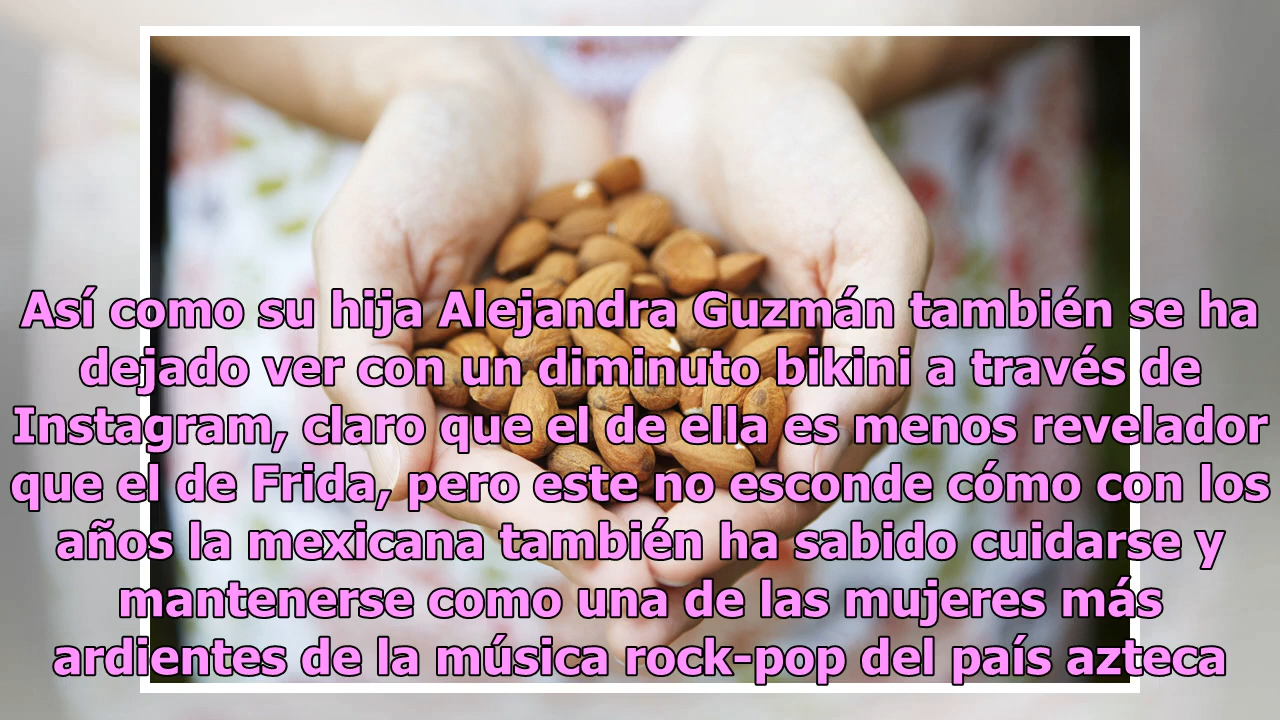 Así como su hija Alejandra Guzmán también se ha
dejado ver con un diminuto bikini a través de
Instagram, claro que el de ella es menos revelador
que el de Frida, pero este no esconde cómo con los
años la mexicana también ha sabido cuidarse y
mantenerse como una de las mujeres más
ardientes de la música rock-pop del país azteca